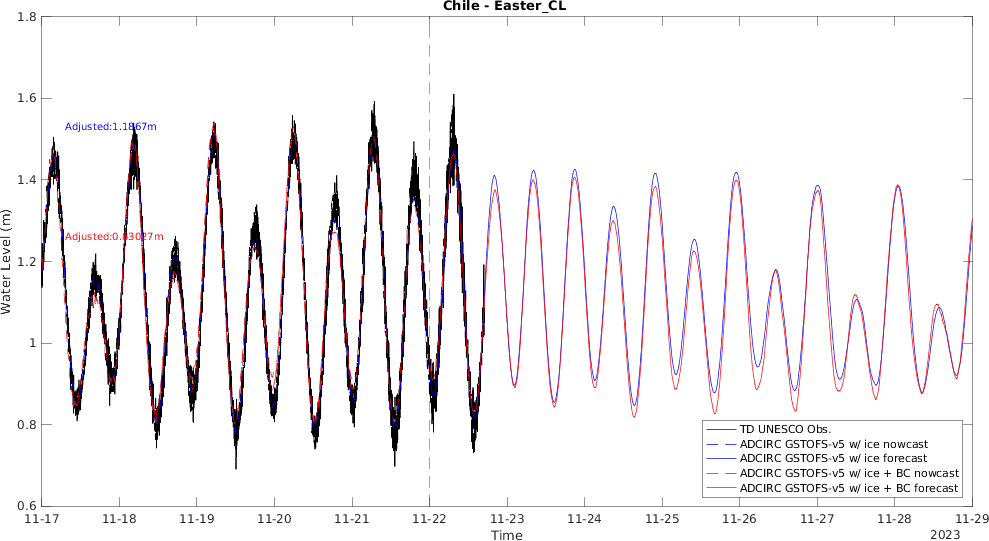 Chile - Easter_CL
1.8
1.6
1.4
1.2
1
0.8
0.6
Water Level (m)
Adjusted:1.1867m
Adjusted:0.83027m
TD UNESCO Obs.
ADCIRC GSTOFS-v5 w/ ice nowcast
ADCIRC GSTOFS-v5 w/ ice forecast
ADCIRC GSTOFS-v5 w/ ice + BC nowcast
ADCIRC GSTOFS-v5 w/ ice + BC forecast
11-17 11-18 11-19 11-20 11-21 11-22 11-23 11-24 11-25 11-26 11-27 11-28 11-29
Time
2023